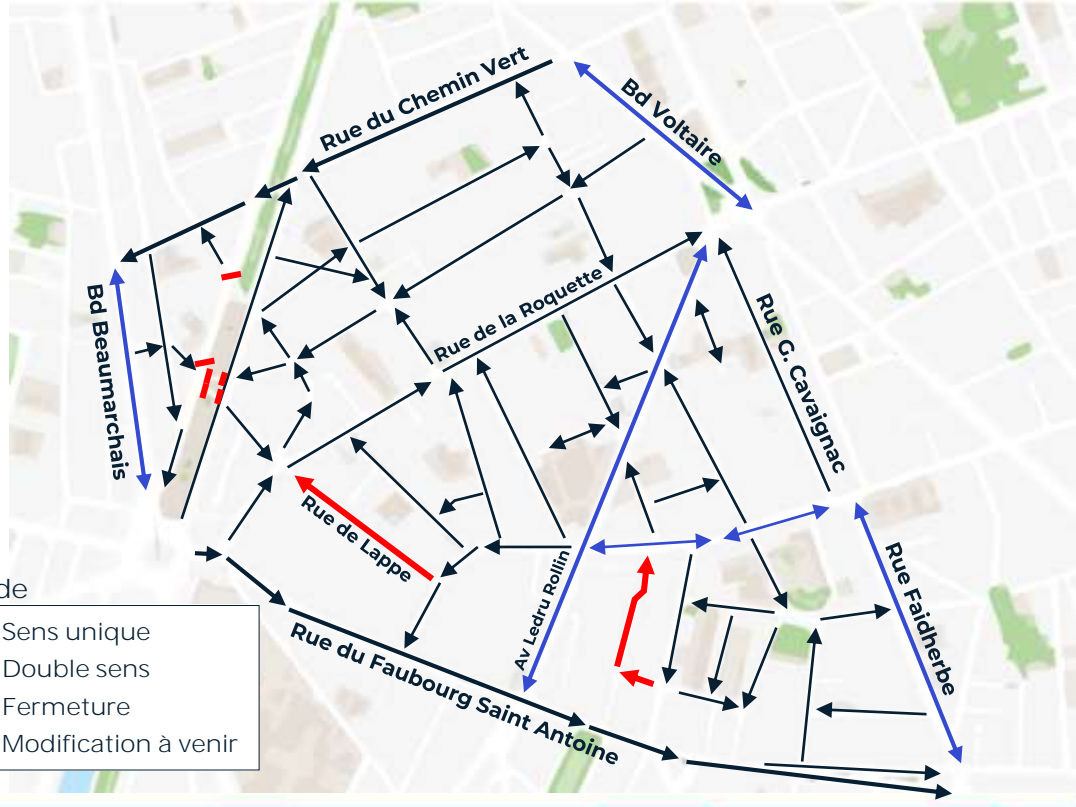 Rue du Chemin Vert
Bd Voltaire
Bd Beaumarchais
Rue de la Roquette
Rue G. Cavaignac
Rue de Lappe
Av Ledru Rollin
Rue Faidherbe
Rue du Faubourg Saint Antoine
de
Sens unique
Double sens
Fermeture
Modification à venir